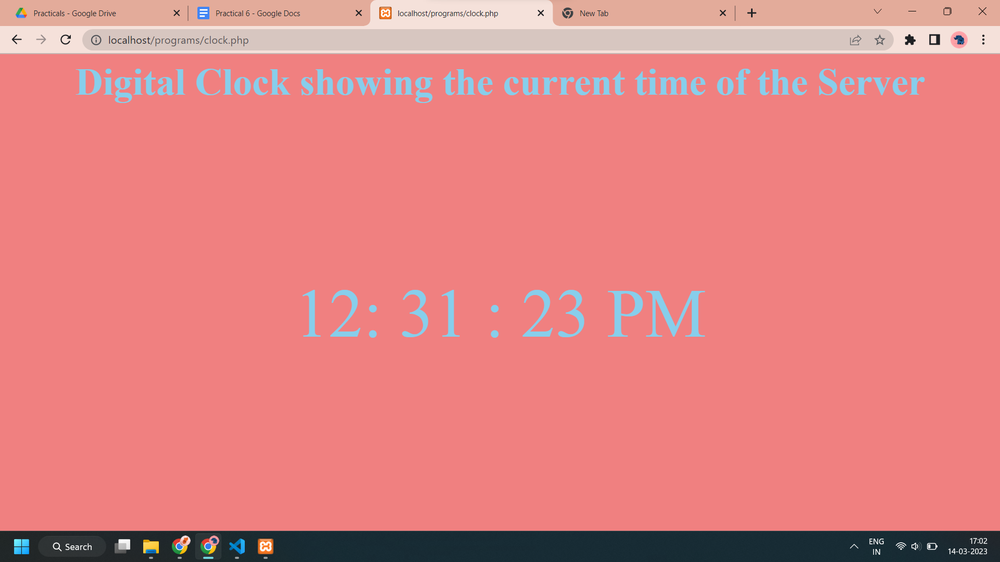 Practicals - Google Drive
Practical 6 - Google Docs
localhost/programs/clock.php
New Tab
localhost/programs/clock.php
Digital Clock showing the current time of the Server
12: 31 : 23 PM
Search
ENG
IN
17:02
14-03-2023